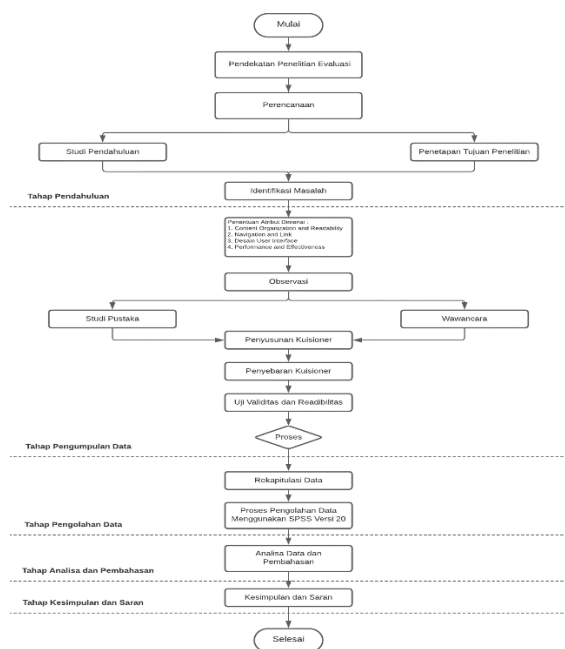 Mulai
Pendekatan Penelitian Evaluasi
Perencanaan
Studi Pendahuluan
Penetapan Tujuan Penelitian
Identifikasi Masalah
Tahap Pendahuluan
Penentuan Atribut Dimensi :
1. Content Organization and Readability
2. Navigation and Link
3. Desain User Interface
4. Performance and Effectiveness
Observasi
Studi Pustaka
Wawancara
Penyusunan Kuisioner
Penyebaran Kuisioner
Uji Validitas dan Readibilitas
Proses
Tahap Pengumpulan Data
Rekapitulasi Data
Proses Pengolahan Data
Menggunakan SPSS Versi 20
Tahap Pengolahan Data
Analisa Data dan
Pembahasan
Tahap Analisa dan Pembahasan
Kesimpulan dan Saran
Tahap Kesimpulan dan Saran
Selesai